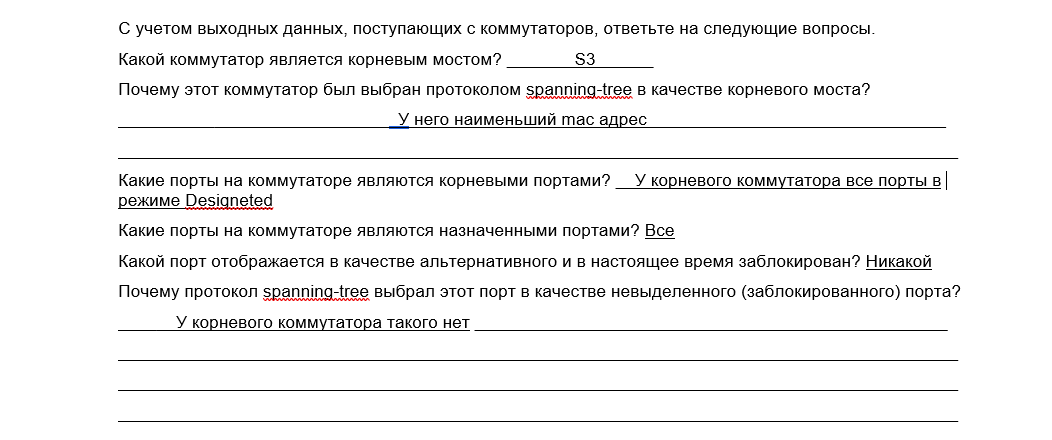 С учетом выходных данных, поступающих с коммутаторов, ответьте на следующие вопросы.
Какой коммутатор является корневым мостом? ________S3______
Почему этот коммутатор был выбран протоколом spanning-tree в качестве корневого моста?
У него наименьший mac адрес
Какие порты на коммутаторе являются корневыми портами? __У корневого коммутатора все порты в
режиме Designeted
Какие порты на коммутаторе являются назначенными портами? Все
Какой порт отображается в качестве альтернативного и в настоящее время заблокирован? Никакой
Почему протокол spanning-tree выбрал этот порт в качестве невыделенного (заблокированного) порта?
У корневого коммутатора такого нет